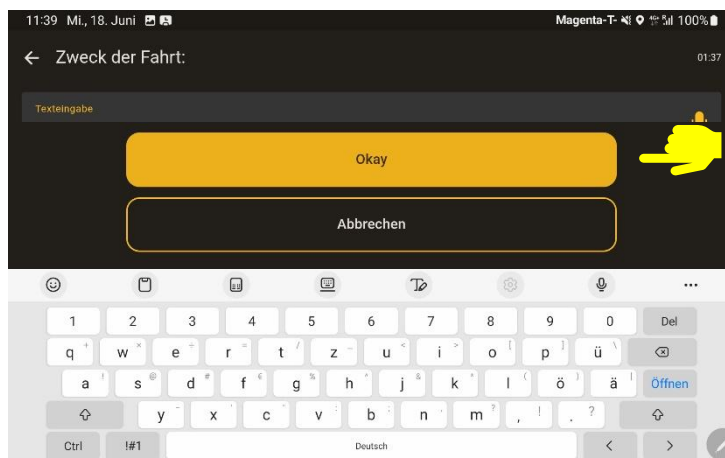 11:39 Mi., 18. Juni Magenta-T- 100%
← Zweck der Fahrt: 01:37
Texteingabe
Okay
Abbrechen
1 2 3 4 5 6 7 8 9 0 Del
q w e r t z u i o p ü
a s d f g h j k l ö ä Öffnen
y x c v b n m , ! . ?
Ctrl !#1 Deutsch < >